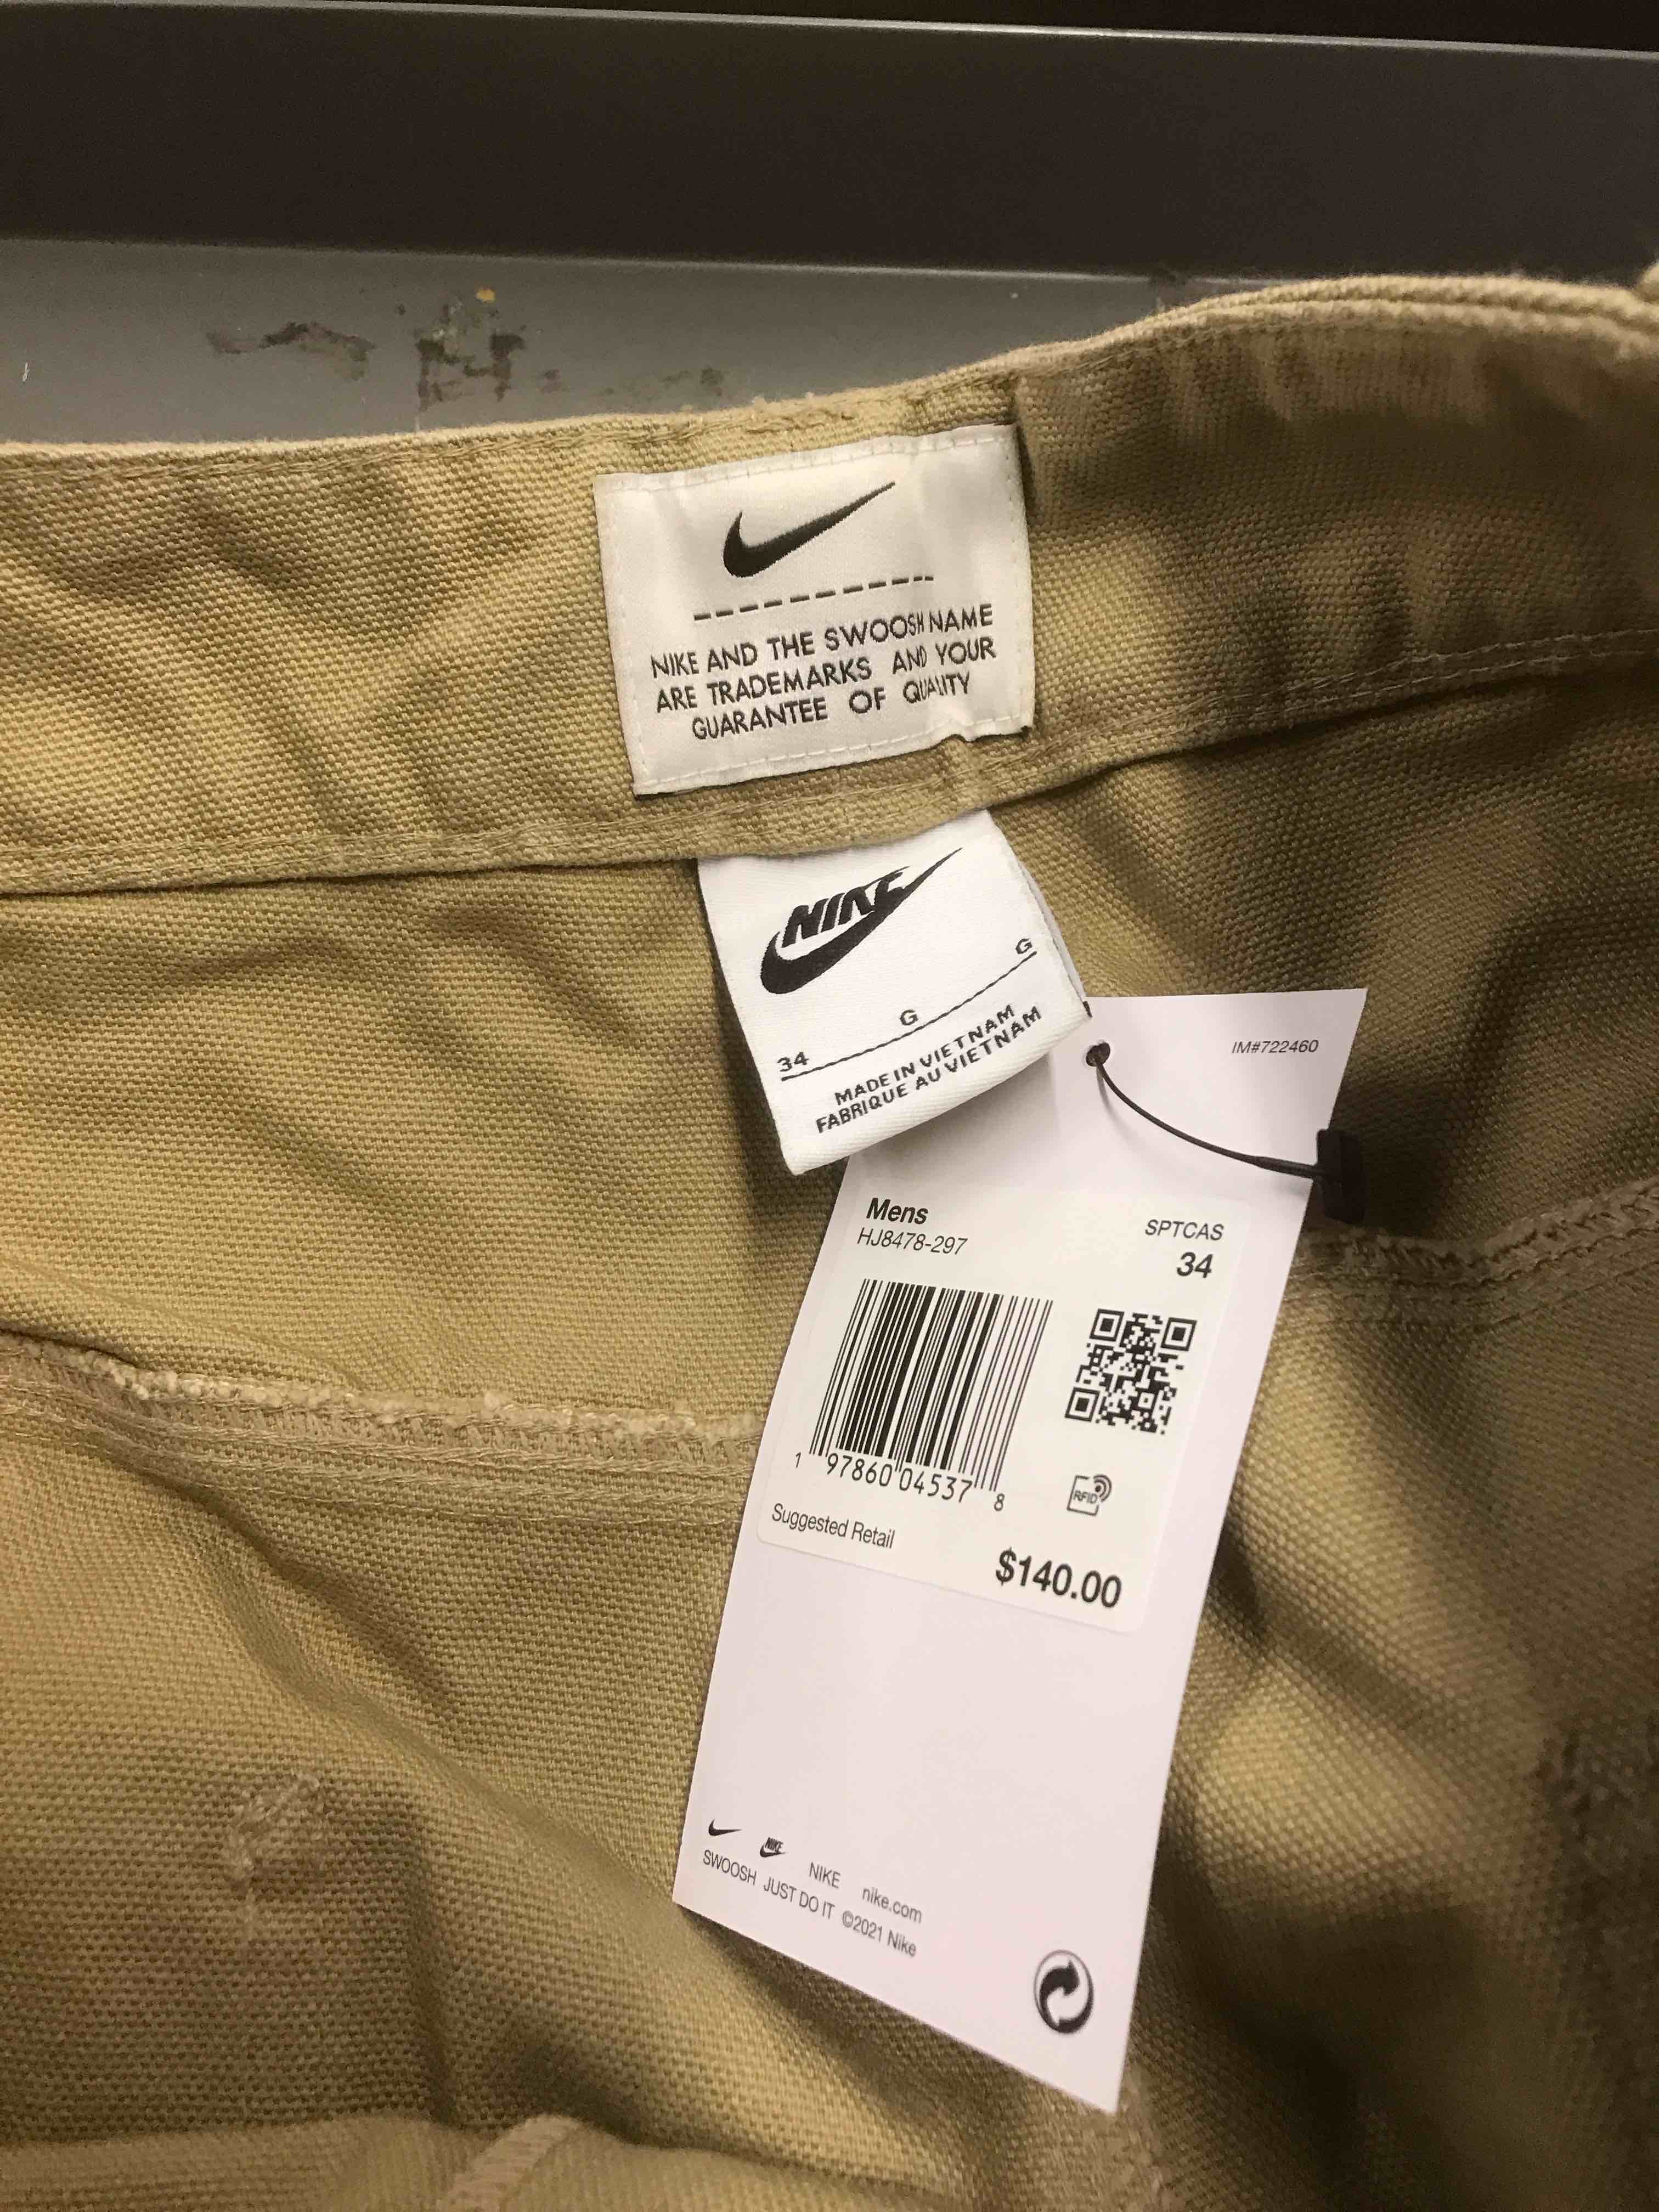 NIKE AND THE SWOOSH NAME
ARE TRADEMARKS AND YOUR
GUARANTEE OF QUALITY
NIKE
34 G G
MADE IN VIETNAM
FABRIQUE AU VIETNAM
IM#722460
Mens
HJ8478-297
SPTCAS
34
1 97860 04537 8
RFID
Suggested Retail
$140.00
NIKE NIKE nike.com
SWOOSH JUST DO IT ©2021 Nike